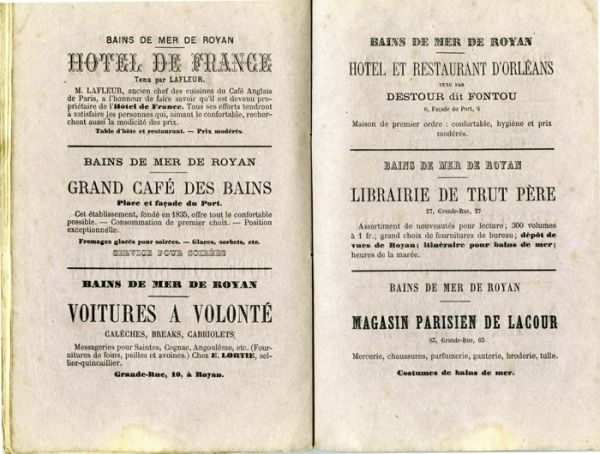 BAINS DE MER DE ROYAN
HOTEL DE FRANCE
Tenu par LAFLEUR.
M. LAFLEUR, ancien chef des cuisines du Café Anglais
de Paris, a l'honneur de faire savoir qu'il est devenu pro-
priétaire de l'Hôtel de France. Tous ses efforts tendront
à satisfaire les personnes qui, aimant le confortable, recher-
chent aussi la modicité des prix.
Table d'hôte et restaurant. — Prix modérés.
BAINS DE MER DE ROYAN
GRAND CAFÉ DES BAINS
Place et façade du Port.
Cet établissement, fondé en 1835, offre tout le confortable
possible. — Consommation de premier choix. — Position
exceptionnelle.
Fromages glacés pour soirées. — Glaces, sorbets, etc.
SERVICE POUR SOIRÉES
BAINS DE MER DE ROYAN
VOITURES A VOLONTÉ
CALÈCHES, BREAKS, CABRIOLETS
Messageries pour Saintes, Cognac, Angoulême, etc. (Four-
nitures de foins, pailles et avoines.) Chez E. LORTIE, sel-
lier-quincaillier.
Grande-Rue, 10, à Royan.
BAINS DE MER DE ROYAN
HOTEL ET RESTAURANT D'ORLÉANS
TENU PAR
DESTOUR dit FONTOU
6, Façade du Port, 6
Maison de premier ordre : confortable, hygiène et prix
modérés.
BAINS DE MER DE ROYAN
LIBRAIRIE DE TRUT PÈRE
27, Grande-Rue, 27
Assortiment de nouveautés pour lecture; 300 volumes
à 1 fr.; grand choix de fournitures de bureau; dépôt de
vues de Royan; itinéraire pour bains de mer;
heures de la marée.
BAINS DE MER DE ROYAN
MAGASIN PARISIEN DE LACOUR
65, Grande-Rue, 65
Mercerie, chaussures, parfumerie, ganterie, broderie, tulle.
Costumes de bains de mer.